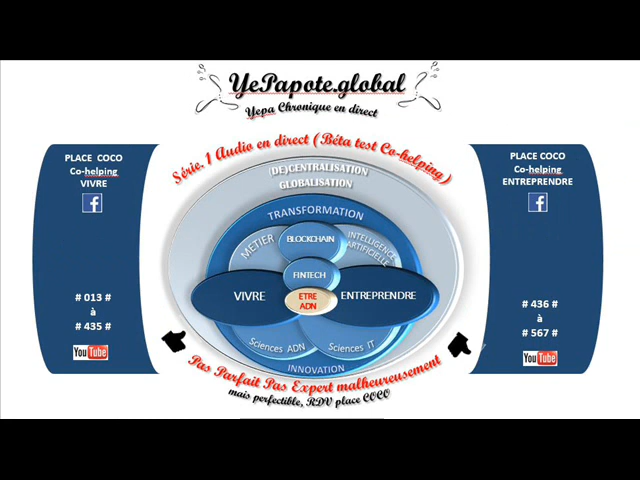 YePapote.global
Yepa Chronique en direct
Série, 1 Audio en direct (Béta test Co-helping)
PLACE COCO
Co-helping
VIVRE
# 013 #
à
# 435 #
YouTube
(DE)CENTRALISATION
GLOBALISATION
TRANSFORMATION
METIER
BLOCKCHAIN
INTELLIGENCE
ARTIFICIELLE
FINTECH
VIVRE
ETRE
ADN
ENTREPRENDRE
Sciences ADN
Sciences IT
INNOVATION
PLACE COCO
Co-helping
ENTREPRENDRE
# 436 #
à
# 567 #
YouTube
Pas Parfait Pas Expert malheureusement
mais perfectible, RDV place COCO